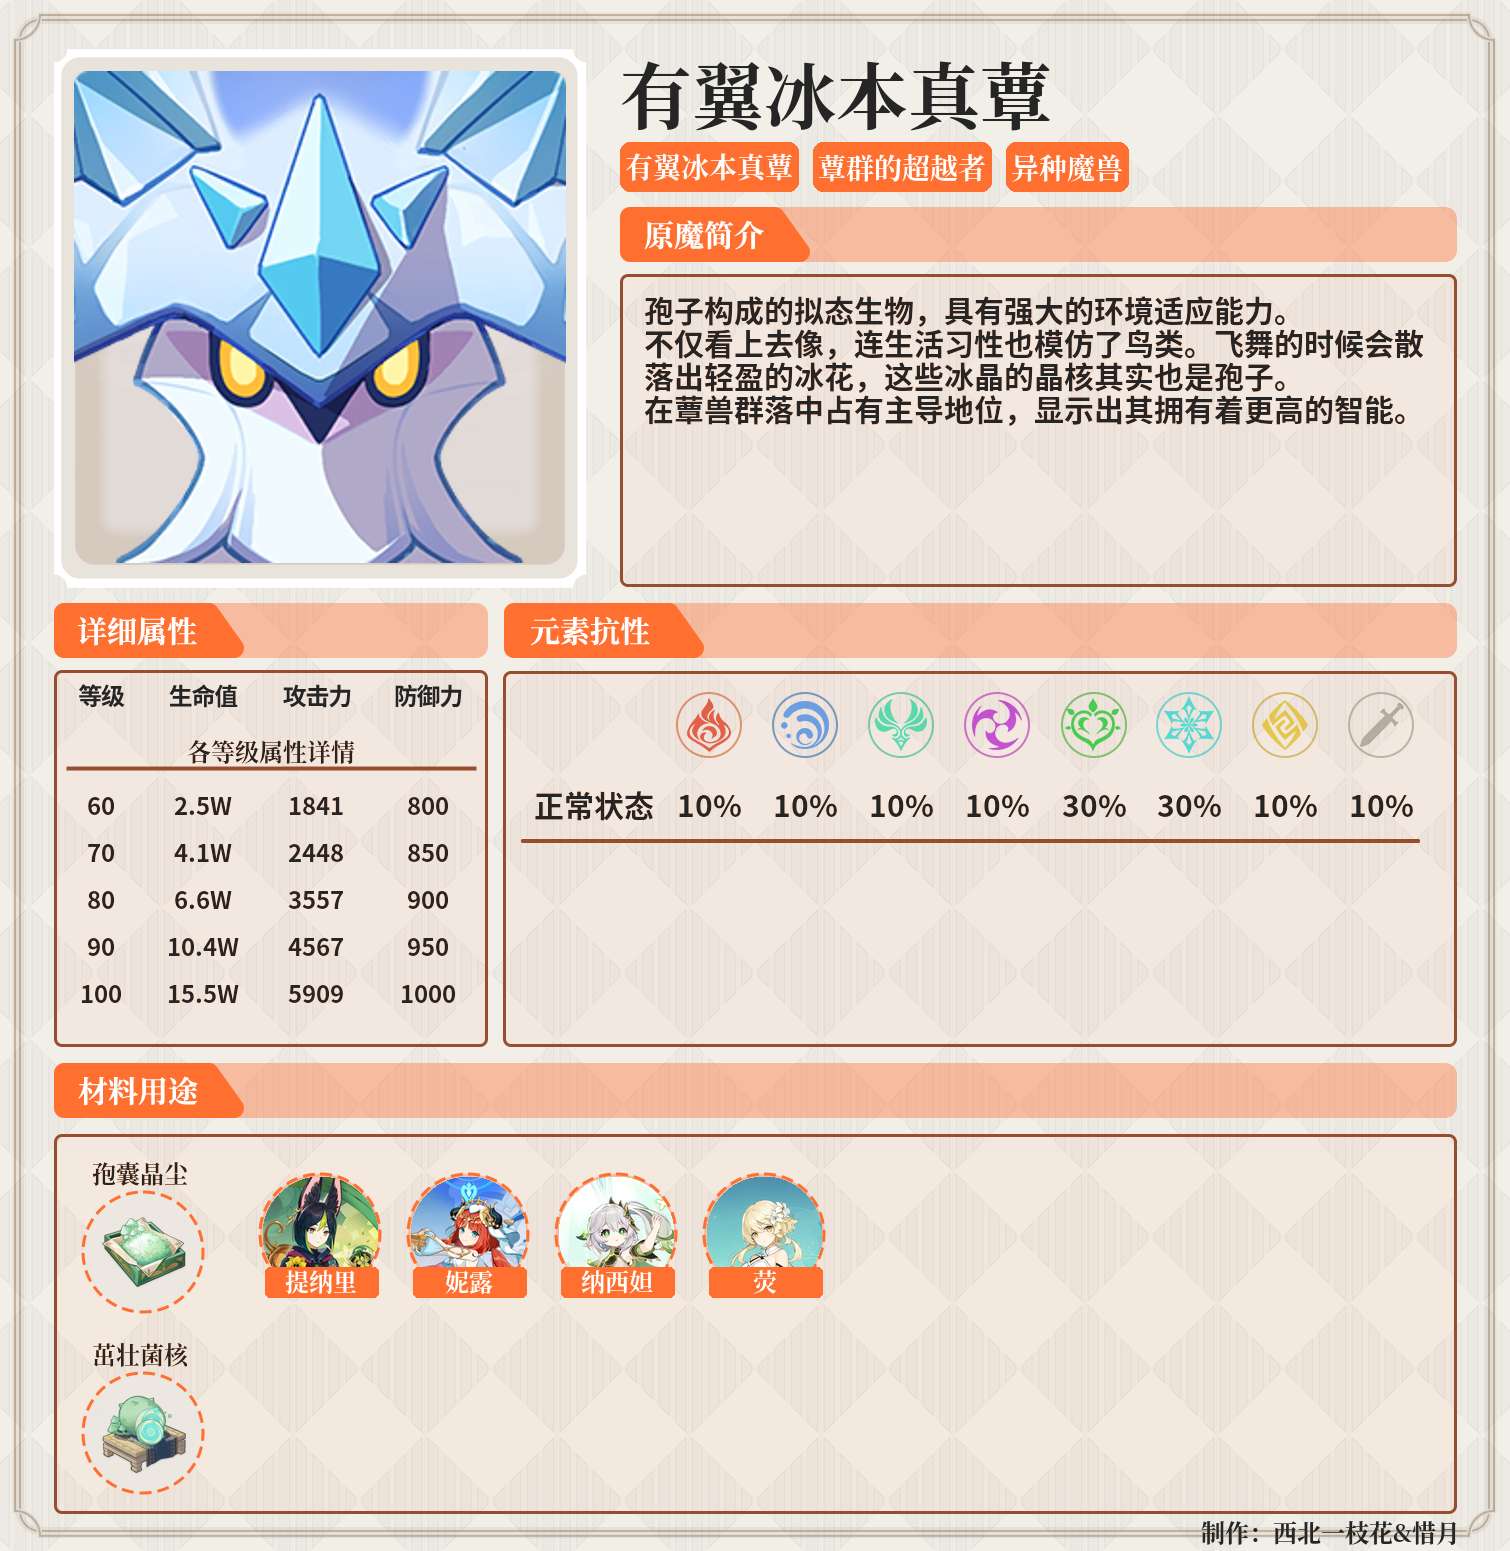 有翼冰本真蕈
有翼冰本真蕈 蕈群的超越者 异种魔兽
原魔简介
孢子构成的拟态生物，具有强大的环境适应能力。
不仅看上去像，连生活习性也模仿了鸟类。飞舞的时候会散
落出轻盈的冰花，这些冰晶的晶核其实也是孢子。
在蕈兽群落中占有主导地位，显示出其拥有着更高的智能。
详细属性
等级 生命值 攻击力 防御力
各等级属性详情
60 2.5W 1841 800
70 4.1W 2448 850
80 6.6W 3557 900
90 10.4W 4567 950
100 15.5W 5909 1000
元素抗性
正常状态 10% 10% 10% 10% 30% 30% 10% 10%
材料用途
孢囊晶尘
提纳里 妮露 纳西妲 荧
茁壮菌核
制作：西北一枝花&惜月